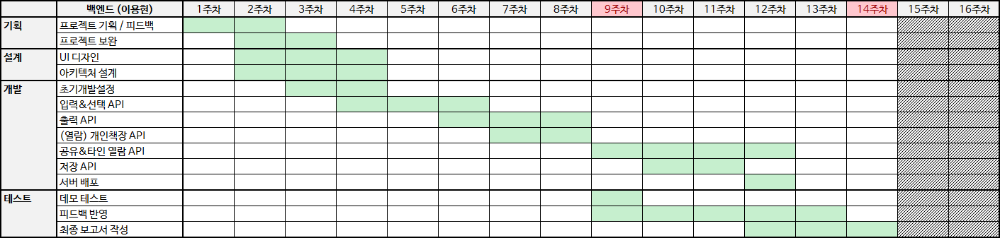 백엔드 (이용현) 1주차 2주차 3주차 4주차 5주차 6주차 7주차 8주차 9주차 10주차 11주차 12주차 13주차 14주차 15주차 16주차
기획 프로젝트 기획 / 피드백
프로젝트 보완
설계 UI 디자인
아키텍처 설계
개발 초기개발설정
입력&선택 API
출력 API
(열람) 개인책장 API
공유&타인 열람 API
저장 API
서버 배포
테스트 데모 테스트
피드백 반영
최종 보고서 작성